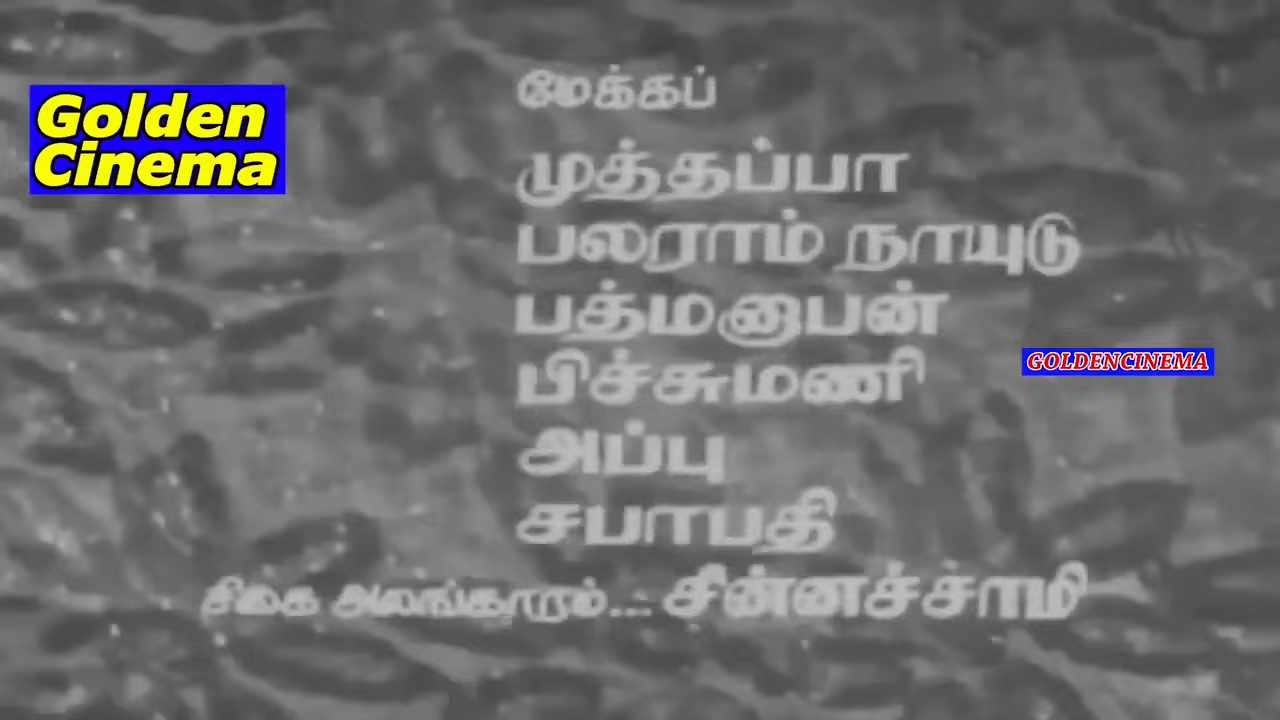 Golden
Cinema
மேக்கப்
முத்தப்பா
பலராம் நாயுடு
பத்மனாபன்
பிச்சுமணி
அப்பு
சபாபதி
GOLDENCINEMA
சிகை அலங்காரம்... சின்னச்சாமி